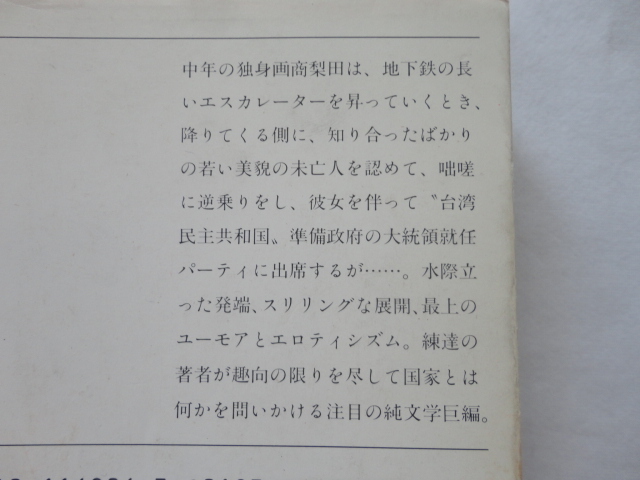 中年の独身画商梨田は、地下鉄の長
いエスカレーターを昇っていくとき、
降りてくる側に、知り合ったばかり
の若い美貌の未亡人を認めて、咄嗟
に逆乗りをし、彼女を伴って〝台湾
民主共和国〟準備政府の大統領就任
パーティに出席するが……。水際立
った発端、スリリングな展開、最上の
ユーモアとエロティシズム。練達の
著者が趣向の限りを尽して国家とは
何かを問いかける注目の純文学巨編。